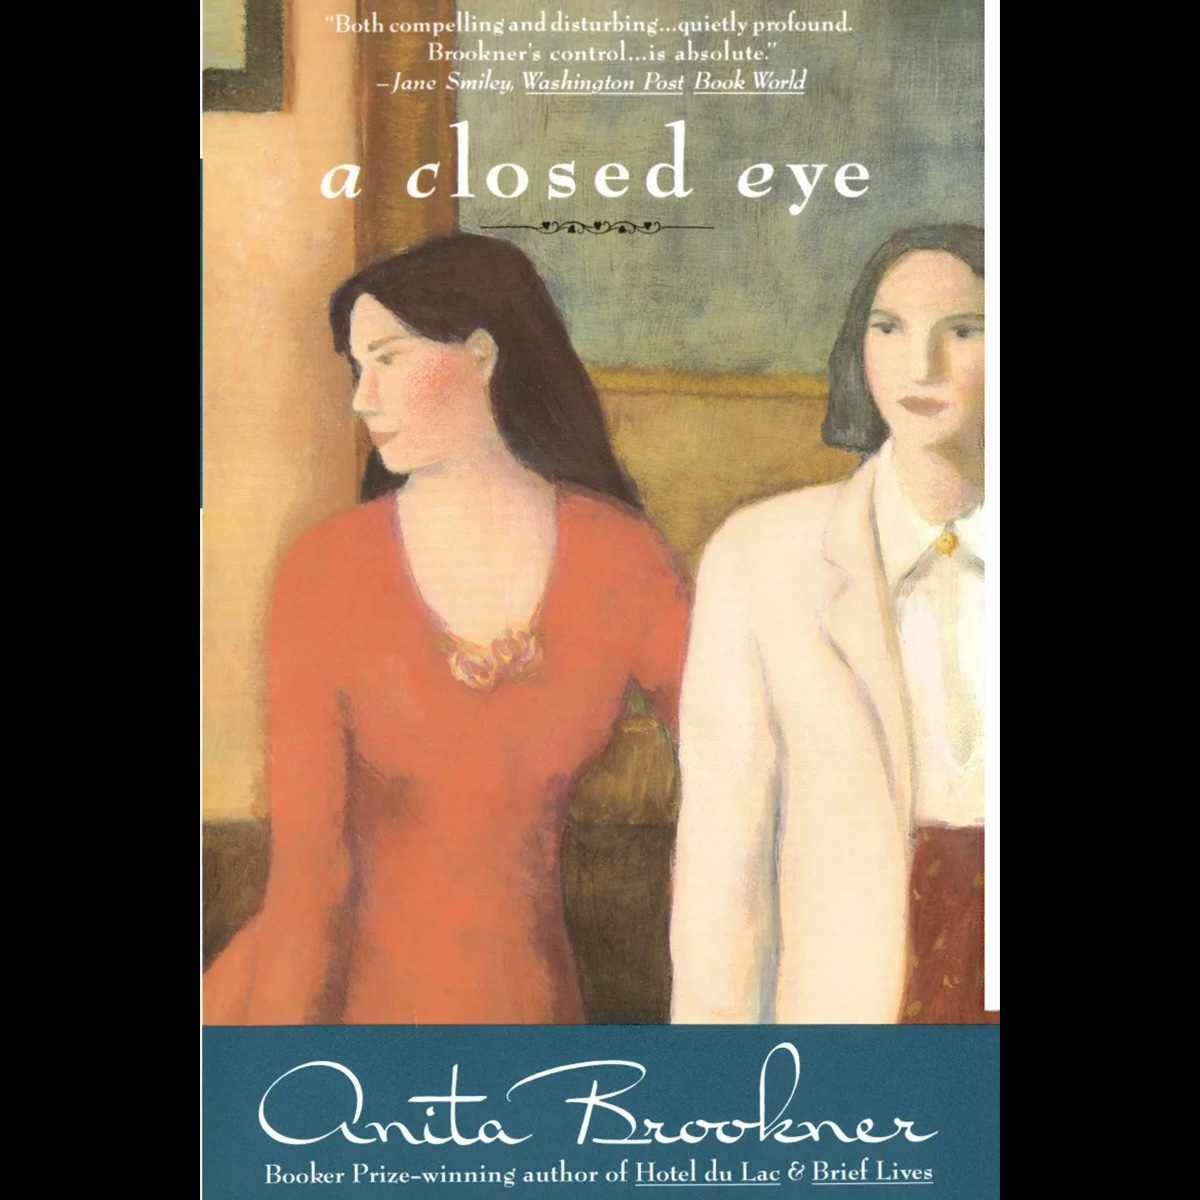 “Both compelling and disturbing...quietly profound.
Brookner's control...is absolute.”
–Jane Smiley, Washington Post Book World
a closed eye
Anita Brookner
Booker Prize-winning author of Hotel du Lac & Brief Lives